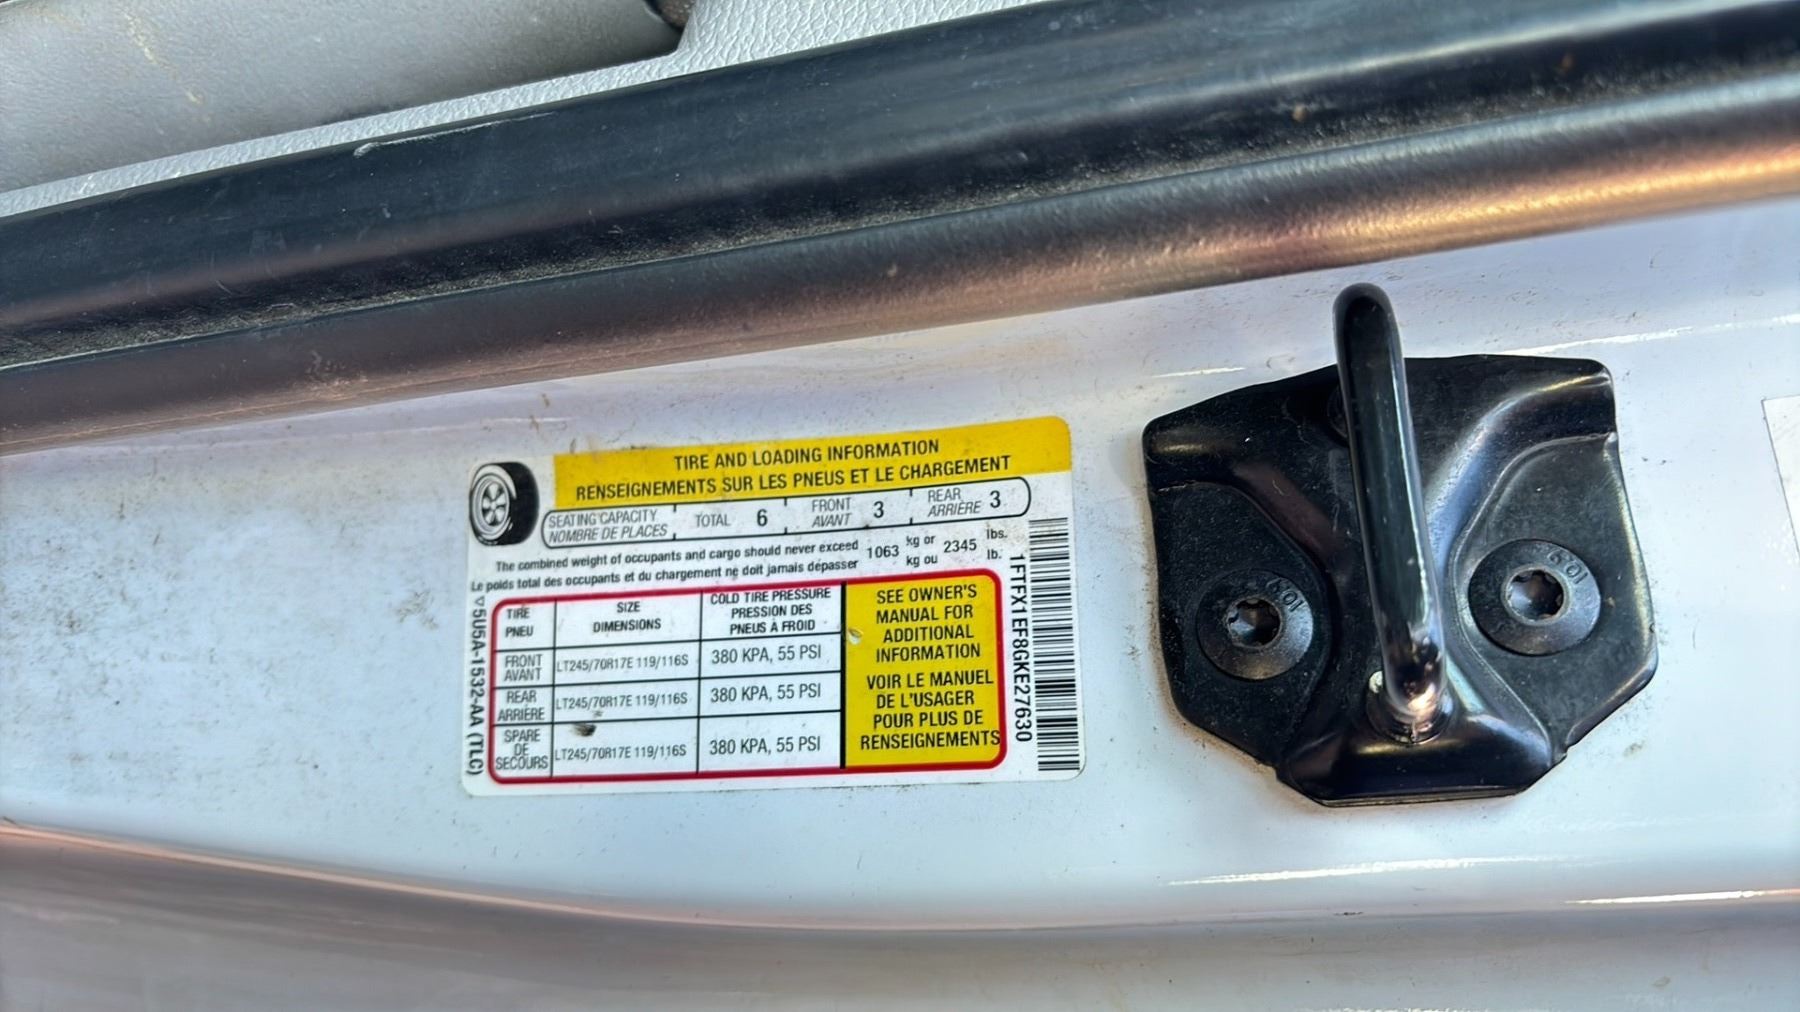 TIRE AND LOADING INFORMATION
RENSEIGNEMENTS SUR LES PNEUS ET LE CHARGEMENT
SEATING CAPACITY TOTAL 6 FRONT 3 REAR 3
NOMBRE DE PLACES AVANT ARRIÈRE
The combined weight of occupants and cargo should never exceed 1063 kg or 2345 lbs.
Le poids total des occupants et du chargement ne doit jamais dépasser kg ou lb.
TIRE SIZE COLD TIRE PRESSURE
PNEU DIMENSIONS PRESSION DES
PNEUS À FROID
FRONT LT245/70R17E 119/116S 380 KPA, 55 PSI
AVANT
REAR LT245/70R17E 119/116S 380 KPA, 55 PSI
ARRIÈRE
SPARE LT245/70R17E 119/116S 380 KPA, 55 PSI
DE
SECOURS
SEE OWNER'S
MANUAL FOR
ADDITIONAL
INFORMATION
VOIR LE MANUEL
DE L'USAGER
POUR PLUS DE
RENSEIGNEMENTS
▽5U5A-1532-AA (TLC)
1FTFX1EF8GKE27630
109
109